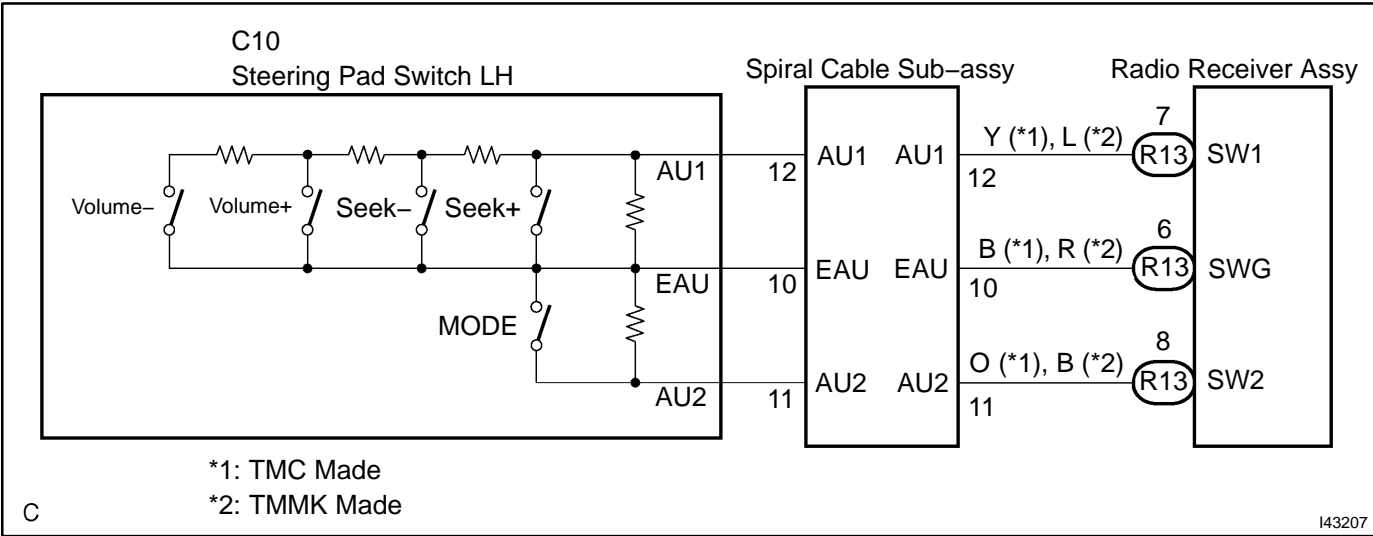 C10
Steering Pad Switch LH
Spiral Cable Sub−assy
Radio Receiver Assy
Volume−
Volume+
Seek−
Seek+
MODE
AU1
EAU
AU2
12
10
11
AU1
AU1
EAU
EAU
AU2
AU2
12
10
11
Y (*1), L (*2)
B (*1), R (*2)
O (*1), B (*2)
7
R13
SW1
6
R13
SWG
8
R13
SW2
*1: TMC Made
*2: TMMK Made
C
I43207